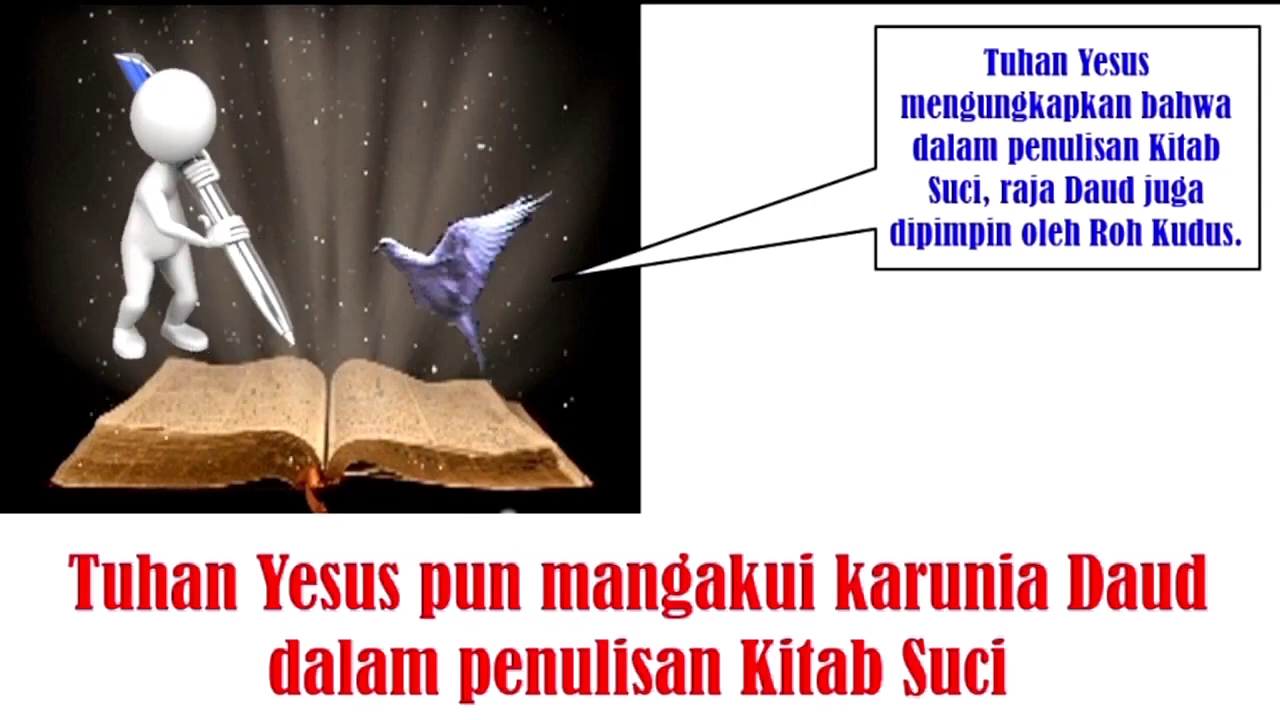 Tuhan Yesus
mengungkapkan bahwa
dalam penulisan Kitab
Suci, raja Daud juga
dipimpin oleh Roh Kudus.
Tuhan Yesus pun mangakui karunia Daud
dalam penulisan Kitab Suci